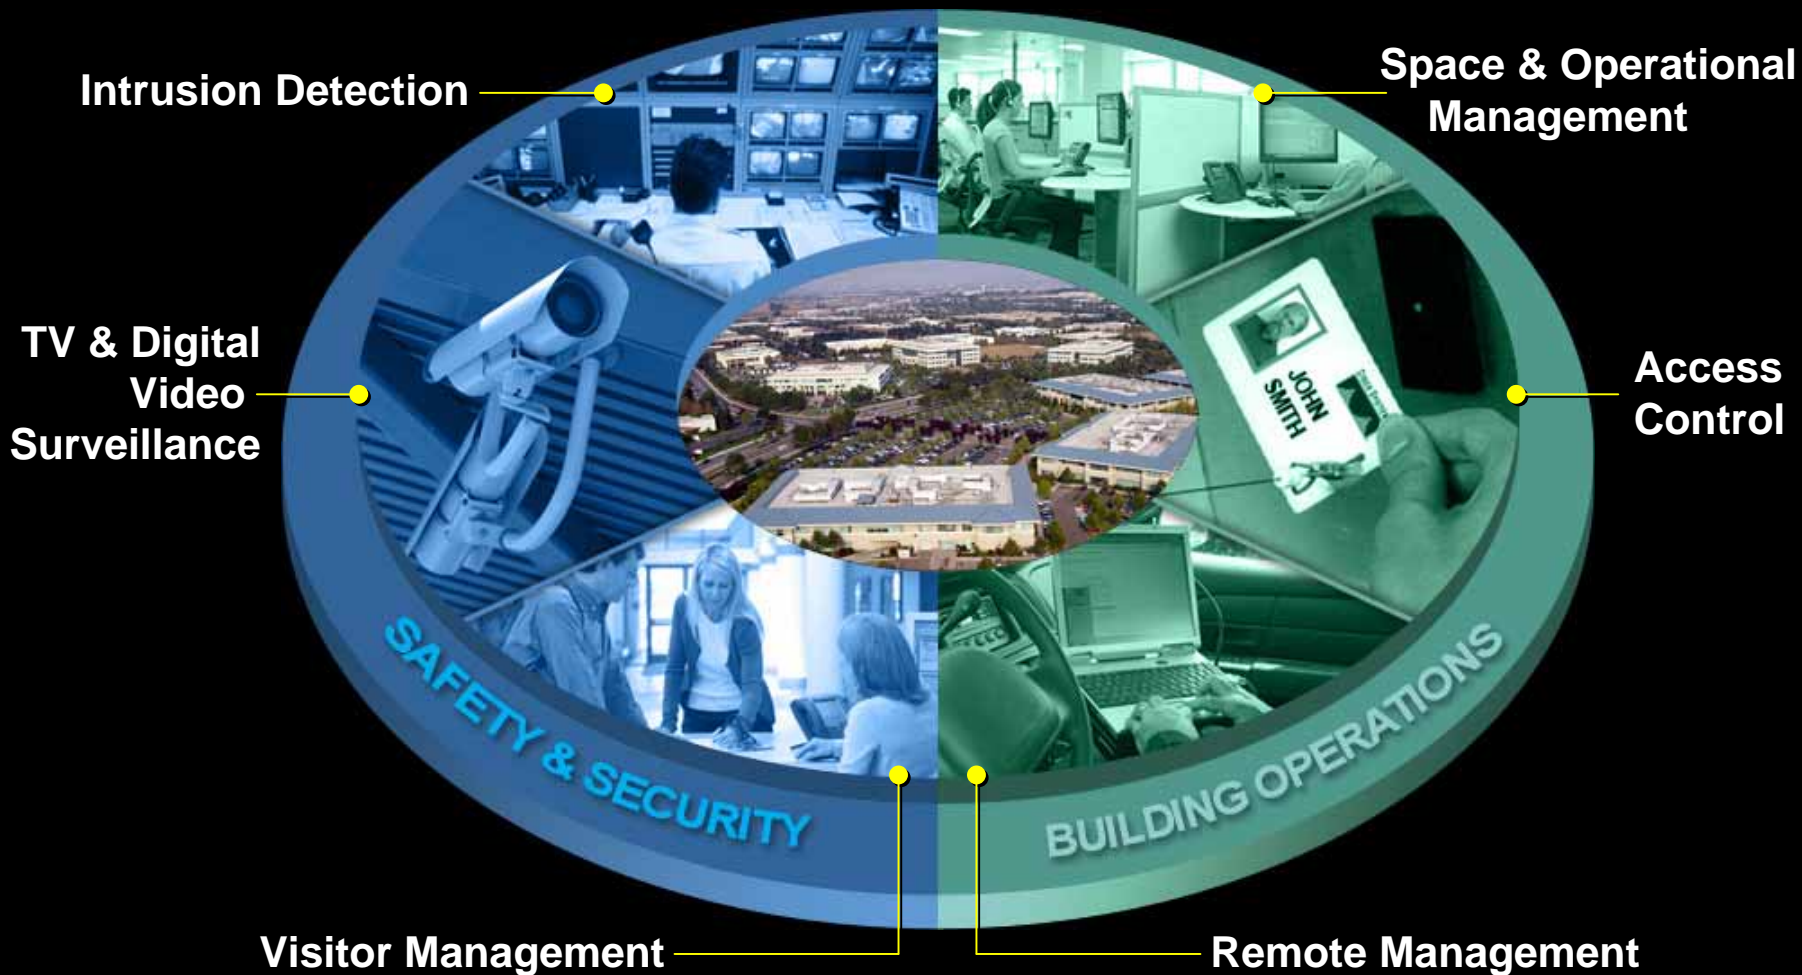 Intrusion Detection
Space & Operational
Management
TV & Digital
Video
Surveillance
Access
Control
JOHN
SMITH
SAFETY & SECURITY
BUILDING OPERATIONS
Visitor Management
Remote Management